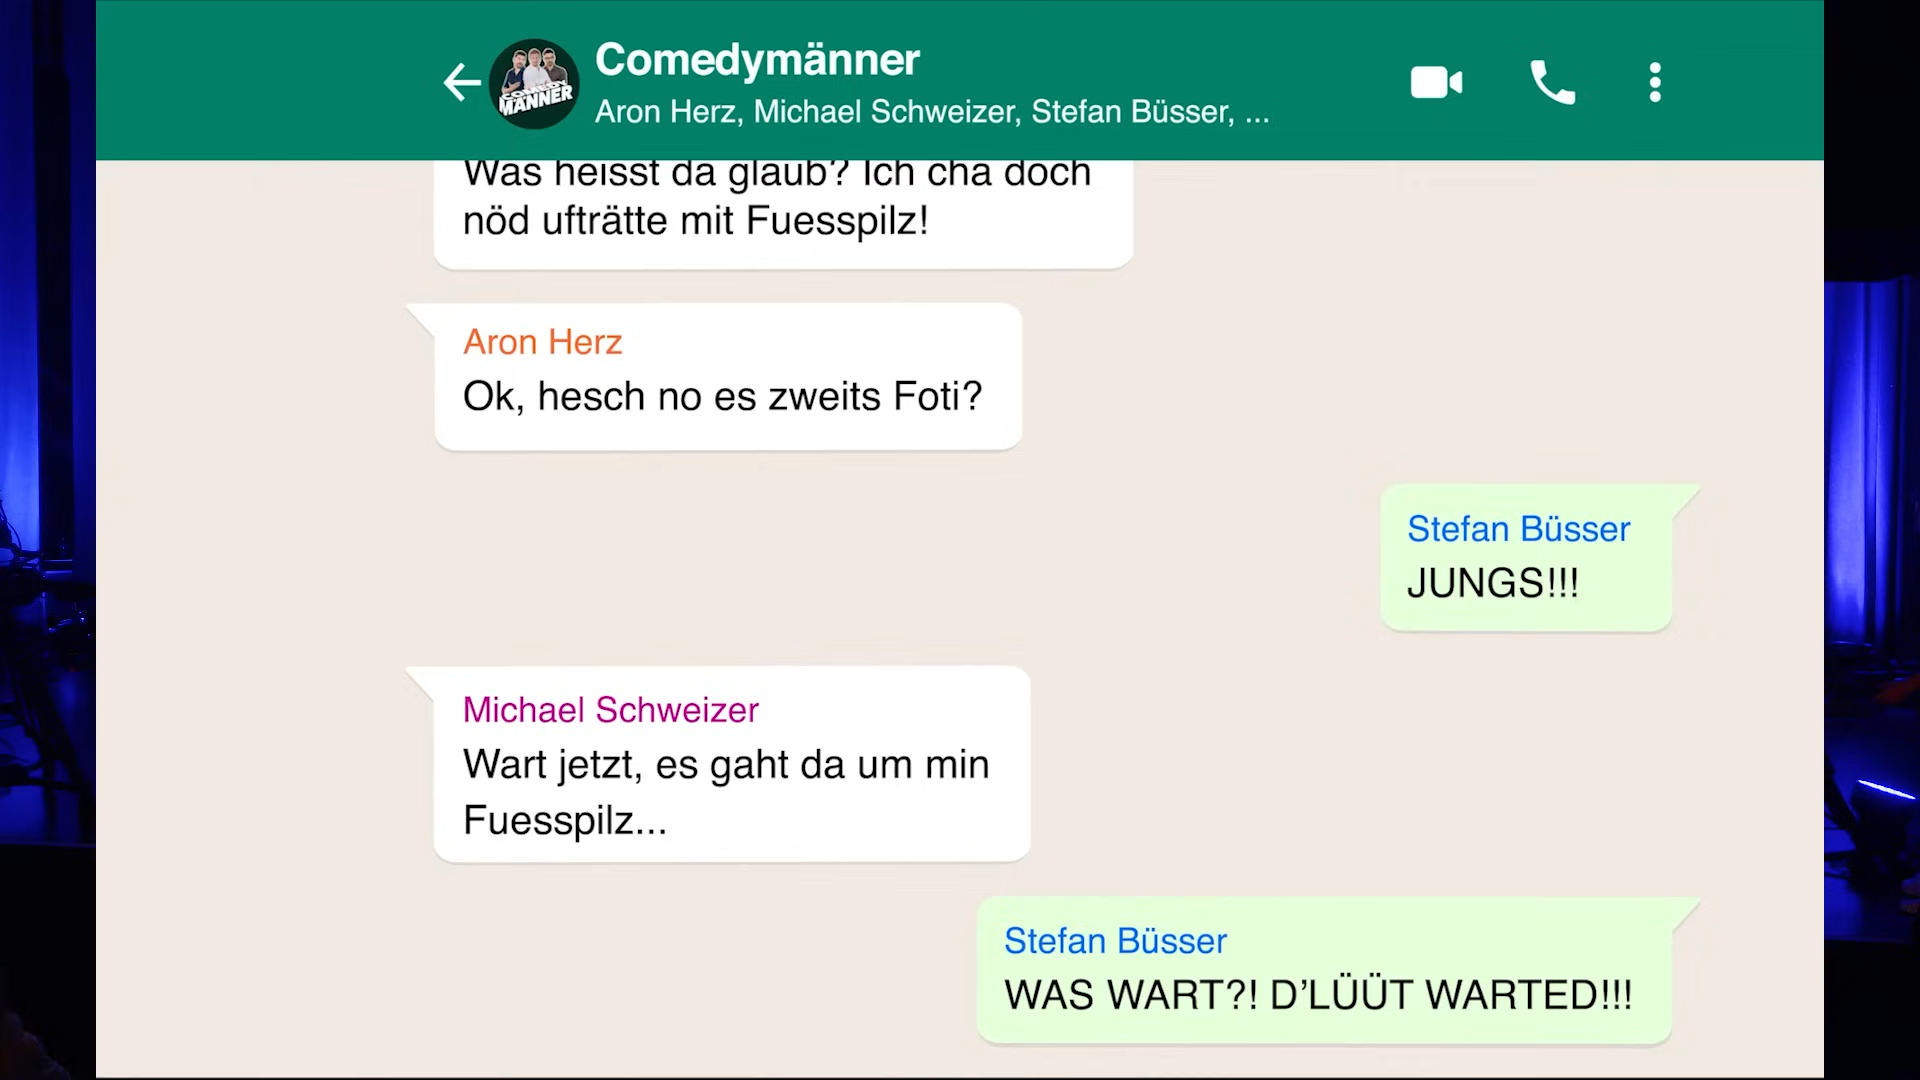 Comedymänner
COMEDY
MÄNNER
Aron Herz, Michael Schweizer, Stefan Büsser, ...
Was heisst da glaub? Ich cha doch
nöd ufträtte mit Fuesspilz!
Aron Herz
Ok, hesch no es zweits Foti?
Stefan Büsser
JUNGS!!!
Michael Schweizer
Wart jetzt, es gaht da um min
Fuesspilz...
Stefan Büsser
WAS WART?! D’LÜÜT WARTED!!!